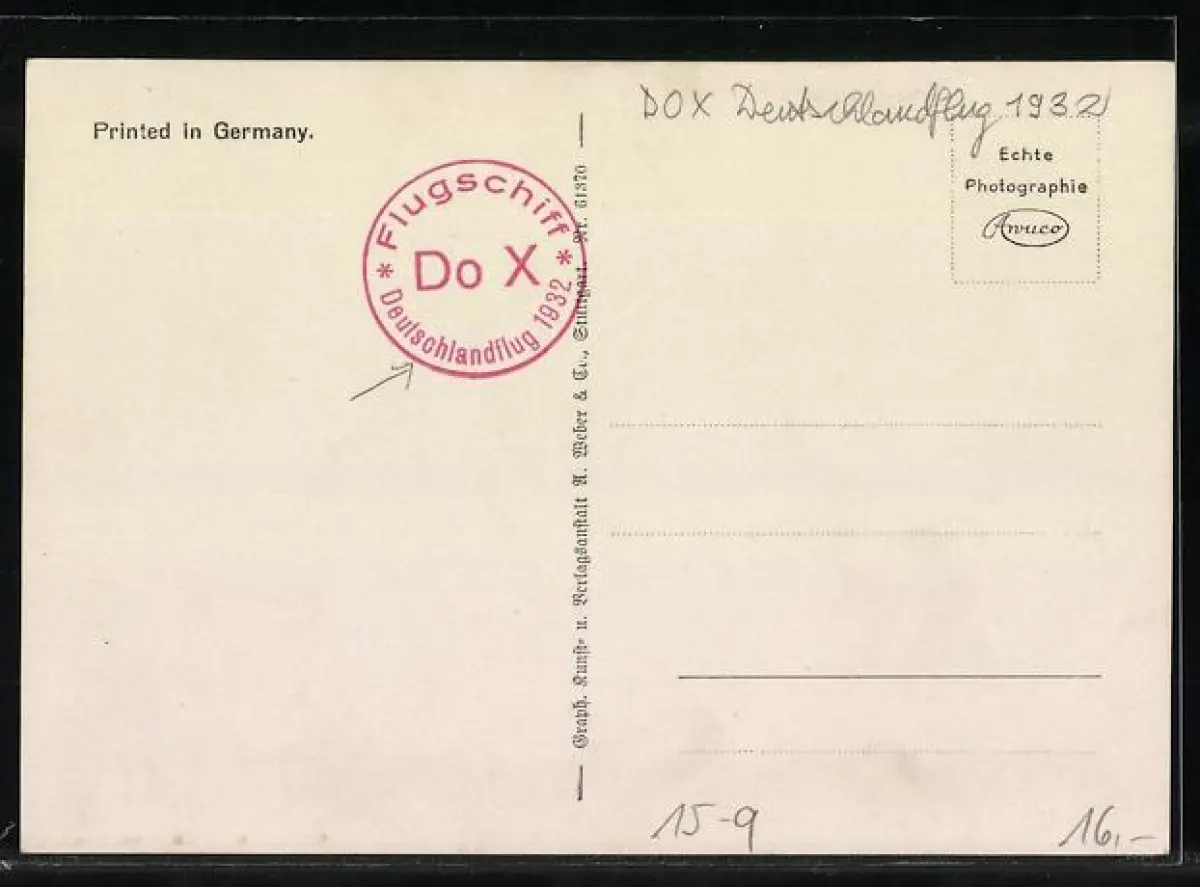 Printed in Germany.
* Flugschiff *
Do X
Deutschlandflug 1932
Graph. Kunst- u. Verlagsanstalt A. Weber & Co., Stuttgart. Nr. 61370
DOX Deutschlandflug 1932
Echte
Photographie
Awuco
15-9
16,-